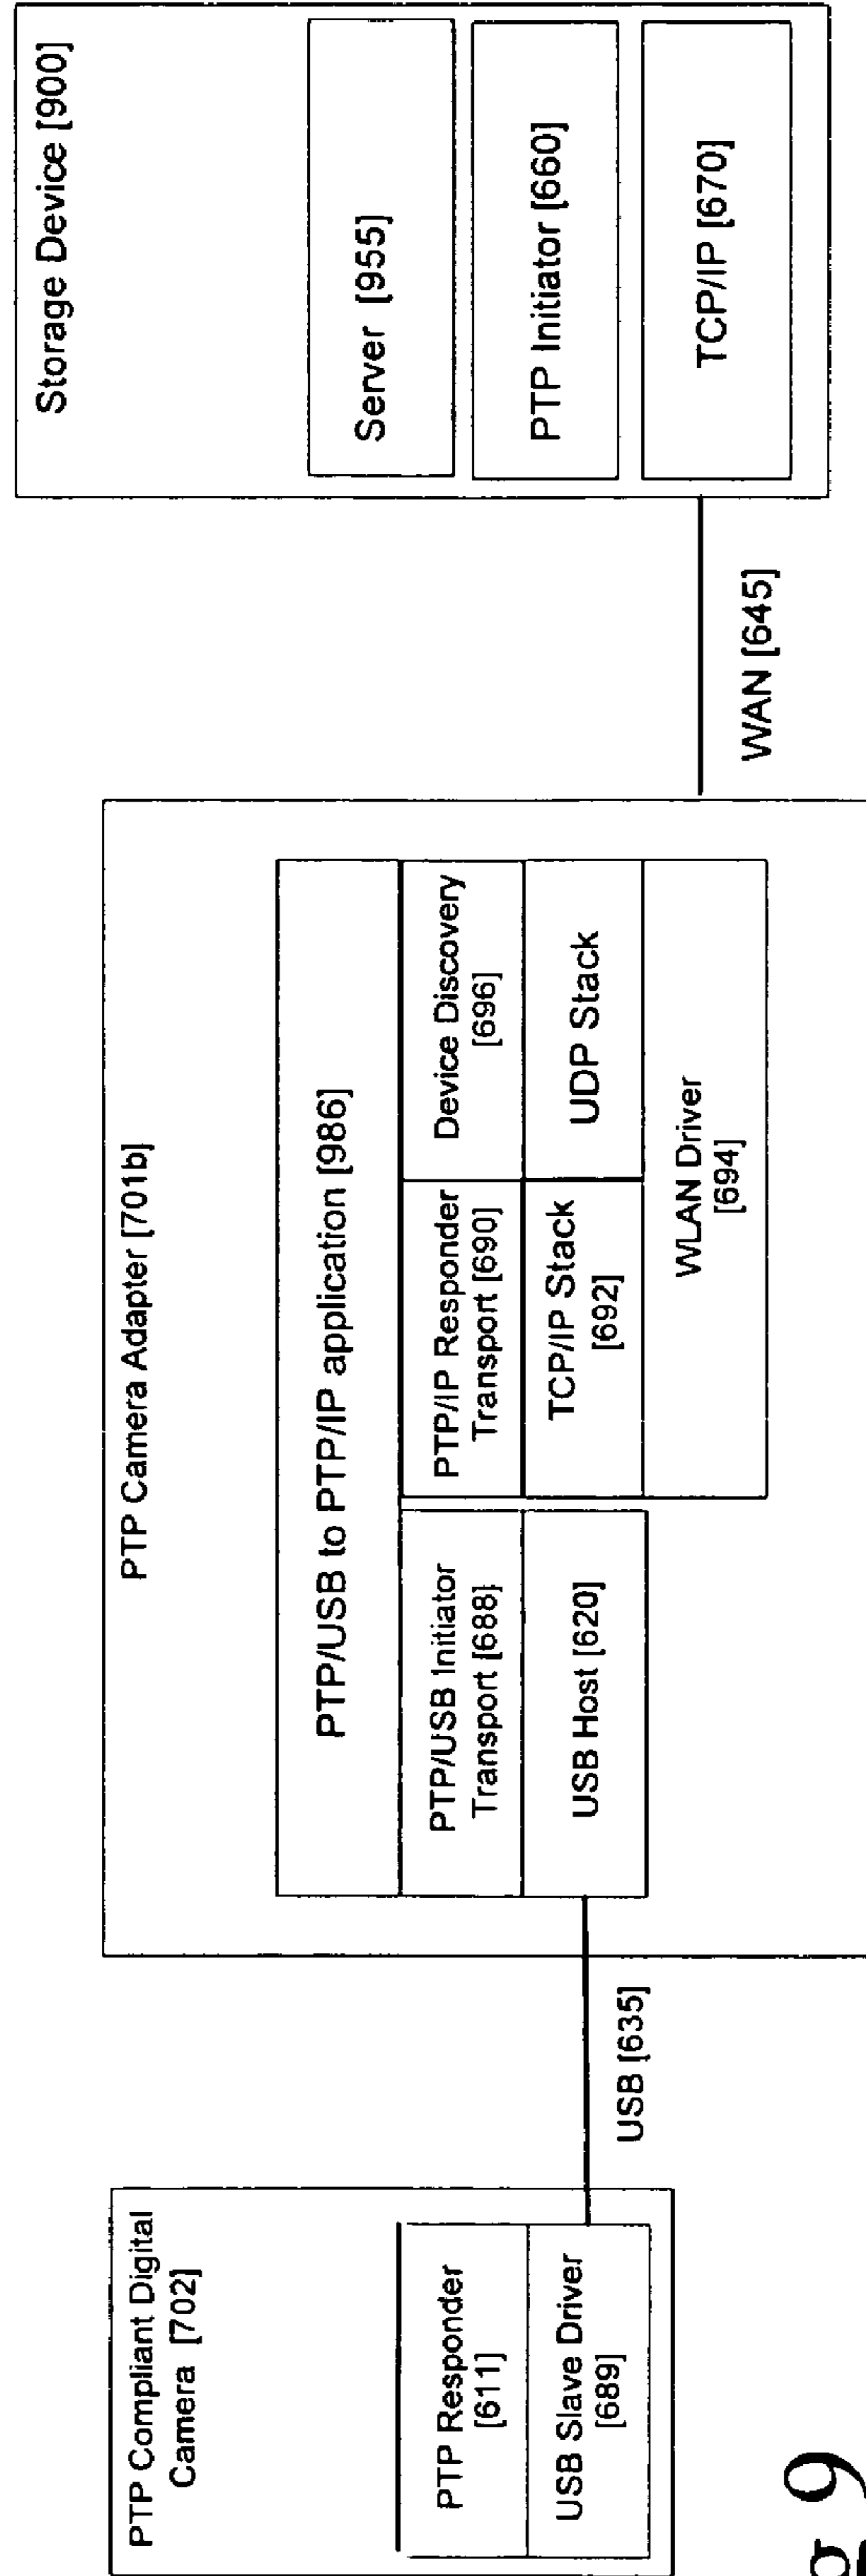 PTP Compliant Digital
Camera [702]
PTP Responder
[611]
USB Slave Driver
[689]
USB [635]
PTP Camera Adapter [701b]
PTP/USB to PTP/IP application [986]
PTP/USB Initiator
Transport [688]
USB Host [620]
PTP/IP Responder
Transport [690]
TCP/IP Stack
[692]
Device Discovery
[696]
UDP Stack
WLAN Driver
[694]
WAN [645]
Storage Device [900]
Server [955]
PTP Initiator [660]
TCP/IP [670]
9